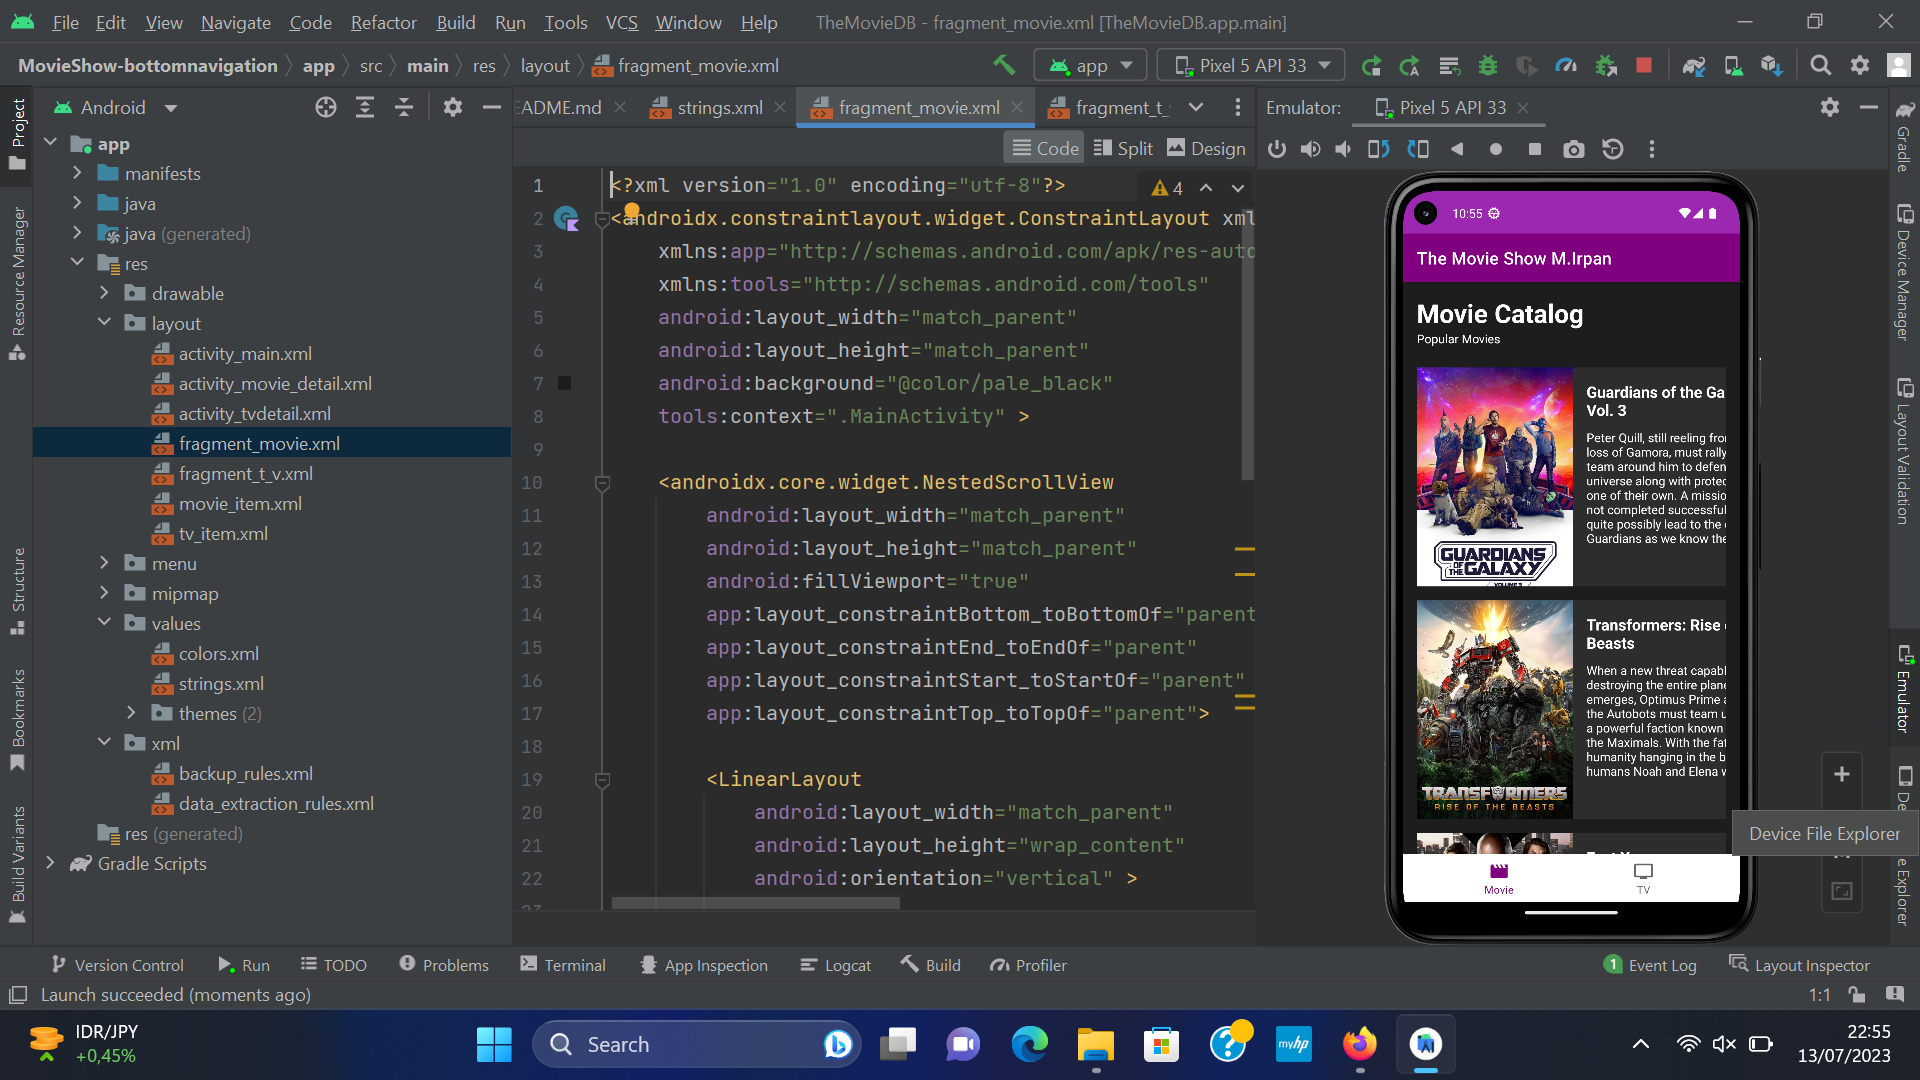 File Edit View Navigate Code Refactor Build Run Tools VCS Window Help TheMovieDB - fragment_movie.xml [TheMovieDB.app.main]
MovieShow-bottomnavigation app src main res layout fragment_movie.xml app Pixel 5 API 33
Android
EADME.md strings.xml fragment_movie.xml fragment_t_
Emulator: Pixel 5 API 33
Code Split Design
Project
Resource Manager
Structure
Bookmarks
Build Variants
app
manifests
java
java (generated)
res
drawable
layout
activity_main.xml
activity_movie_detail.xml
activity_tvdetail.xml
fragment_movie.xml
fragment_t_v.xml
movie_item.xml
tv_item.xml
menu
mipmap
values
colors.xml
strings.xml
themes (2)
xml
backup_rules.xml
data_extraction_rules.xml
res (generated)
Gradle Scripts
4
1 <?xml version="1.0" encoding="utf-8"?>
2 <androidx.constraintlayout.widget.ConstraintLayout xml
3 xmlns:app="http://schemas.android.com/apk/res-auto
4 xmlns:tools="http://schemas.android.com/tools"
5 android:layout_width="match_parent"
6 android:layout_height="match_parent"
7 android:background="@color/pale_black"
8 tools:context=".MainActivity" >
9
10 <androidx.core.widget.NestedScrollView
11 android:layout_width="match_parent"
12 android:layout_height="match_parent"
13 android:fillViewport="true"
14 app:layout_constraintBottom_toBottomOf="parent
15 app:layout_constraintEnd_toEndOf="parent"
16 app:layout_constraintStart_toStartOf="parent"
17 app:layout_constraintTop_toTopOf="parent">
18
19 <LinearLayout
20 android:layout_width="match_parent"
21 android:layout_height="wrap_content"
22 android:orientation="vertical" >
10:55
The Movie Show M.Irpan
Movie Catalog
Popular Movies
GUARDIANS
OF THE GALAXY
VOLUME 3
Guardians of the Ga
Vol. 3
Peter Quill, still reeling fro
loss of Gamora, must rally
team around him to defen
universe along with protec
one of their own. A missio
not completed successful
quite possibly lead to the
Guardians as we know the
TRANSFORMERS
RISE OF THE BEASTS
Transformers: Rise
Beasts
When a new threat capabl
destroying the entire plane
emerges, Optimus Prime a
the Autobots must team u
a powerful faction known
the Maximals. With the fat
humanity hanging in the b
humans Noah and Elena w
Movie
TV
Gradle
Device Manager
Layout Validation
Emulator
Device File Explorer
De
e Explorer
Version Control Run TODO Problems Terminal App Inspection Logcat Build Profiler 1 Event Log Layout Inspector
Launch succeeded (moments ago) 1:1
IDR/JPY
+0,45%
Search
myhp
22:55
13/07/2023